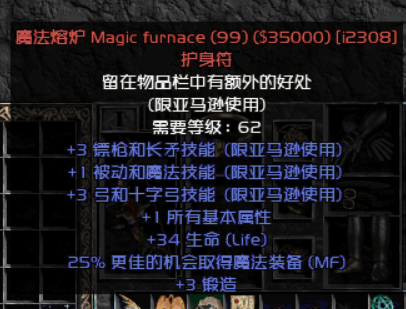 魔法熔炉 Magic furnace (99) ($35000) [i2308]
护身符
留在物品栏中有额外的好处
(限亚马逊使用)
需要等级: 62
+3 镖枪和长矛技能 (限亚马逊使用)
+1 被动和魔法技能 (限亚马逊使用)
+3 弓和十字弓技能 (限亚马逊使用)
+1 所有基本属性
+34 生命 (Life)
25% 更佳的机会取得魔法装备 (MF)
+3 锻造